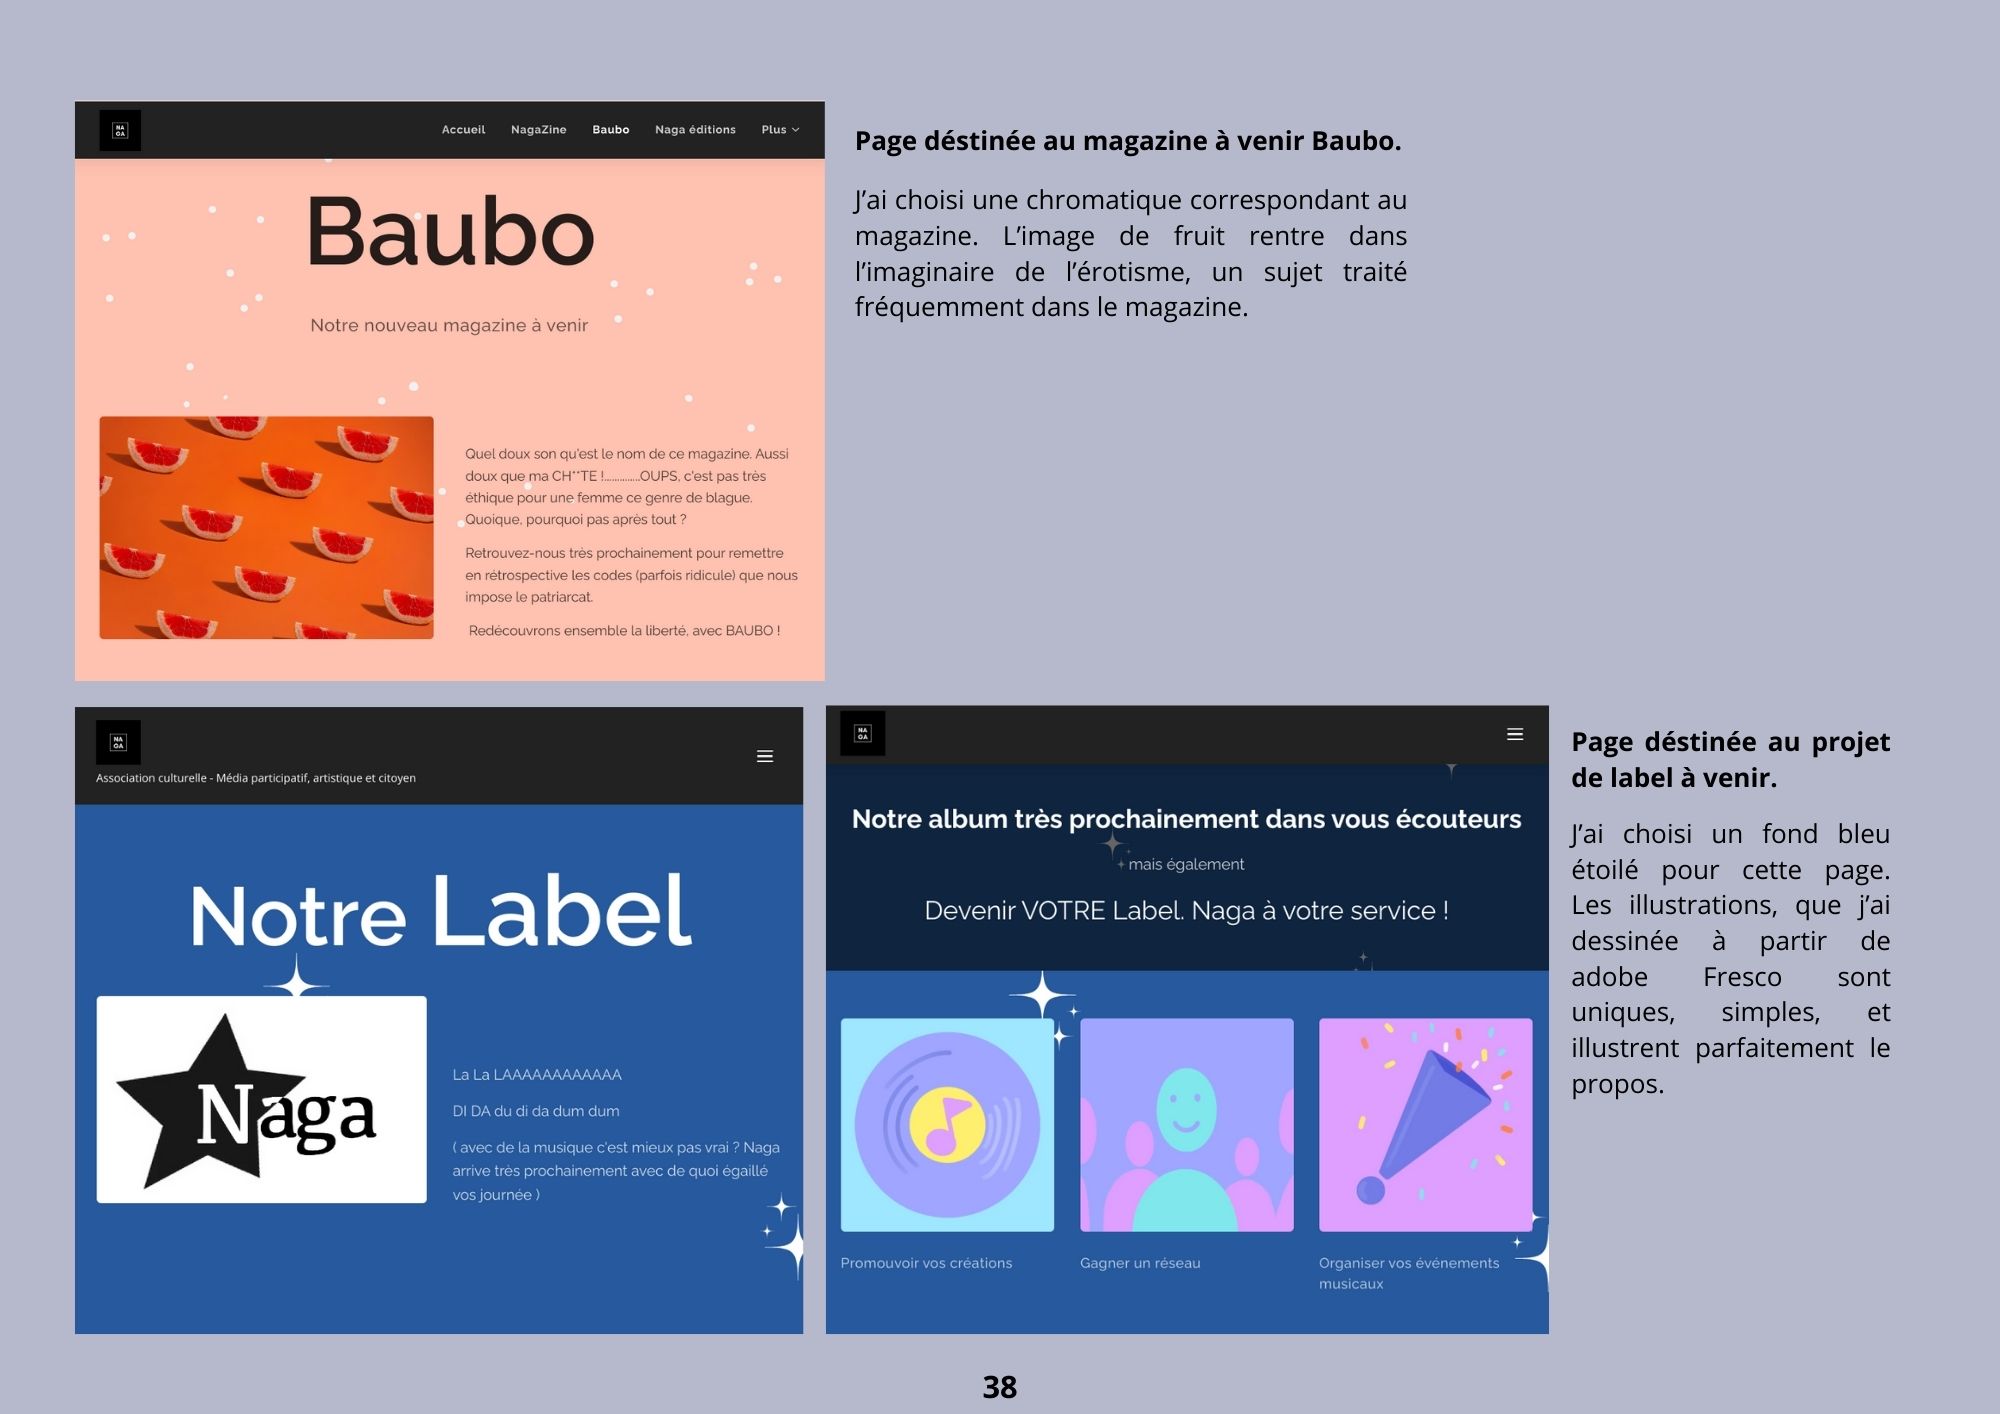 NA
GA
Accueil NagaZine Baubo Naga éditions Plus
Baubo
Notre nouveau magazine à venir
Quel doux son qu'est le nom de ce magazine. Aussi
doux que ma CH**TE !..............OUPS, c'est pas très
éthique pour une femme ce genre de blague.
Quoique, pourquoi pas après tout ?
Retrouvez-nous très prochainement pour remettre
en rétrospective les codes (parfois ridicule) que nous
impose le patriarcat.
Redécouvrons ensemble la liberté, avec BAUBO !
Page déstinée au magazine à venir Baubo.
J'ai choisi une chromatique correspondant au
magazine. L'image de fruit rentre dans
l'imaginaire de l'érotisme, un sujet traité
fréquemment dans le magazine.
NA
GA
Association culturelle - Média participatif, artistique et citoyen
Notre Label
Naga
La La LAAAAAAAAAAAA
DI DA du di da dum dum
( avec de la musique c'est mieux pas vrai ? Naga
arrive très prochainement avec de quoi égaillé
vos journée )
NA
GA
Notre album très prochainement dans vous écouteurs
mais également
Devenir VOTRE Label. Naga à votre service !
Promouvoir vos créations
Gagner un réseau
Organiser vos événements
musicaux
Page déstinée au projet
de label à venir.
J'ai choisi un fond bleu
étoilé pour cette page.
Les illustrations, que j'ai
dessinée à partir de
adobe Fresco sont
uniques, simples, et
illustrent parfaitement le
propos.
38